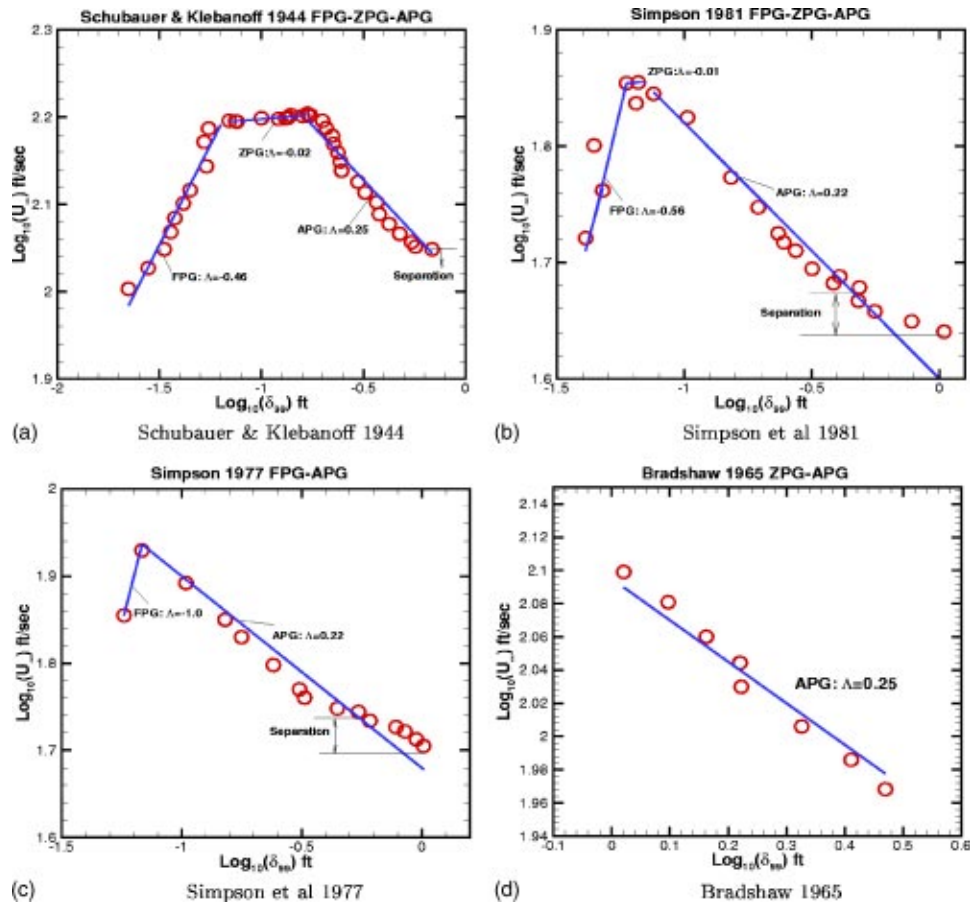 Schubauer & Klebanoff 1944 FPG-ZPG-APG
2.3
2.2
2.1
2
1.9
Log10(U∞) ft/sec
ZPG:Λ=-0.02
APG: Λ=0.25
FPG: Λ=-0.46
Separation
-2
-1.5
-1
-0.5
0
Log10(δ99) ft
(a) Schubauer & Klebanoff 1944
Simpson 1981 FPG-ZPG-APG
1.9
1.8
1.7
1.6
Log10(U∞) ft/sec
ZPG:Λ=-0.01
APG: Λ=0.22
FPG: Λ=-0.56
Separation
-1.5
-1
-0.5
0
Log10(δ99) ft
(b) Simpson et al 1981
Simpson 1977 FPG-APG
2
1.9
1.8
1.7
1.6
Log10(U∞) ft/sec
FPG: Λ=-1.0
APG: Λ=0.22
Separation
-1.5
-1
-0.5
0
Log10(δ99) ft
(c) Simpson et al 1977
Bradshaw 1965 ZPG-APG
2.14
2.12
2.1
2.08
2.06
2.04
2.02
2
1.98
1.96
1.94
Log10(U∞) ft/sec
APG: Λ=0.25
-0.1
0
0.1
0.2
0.3
0.4
0.5
0.6
Log10(δ99) ft
(d) Bradshaw 1965